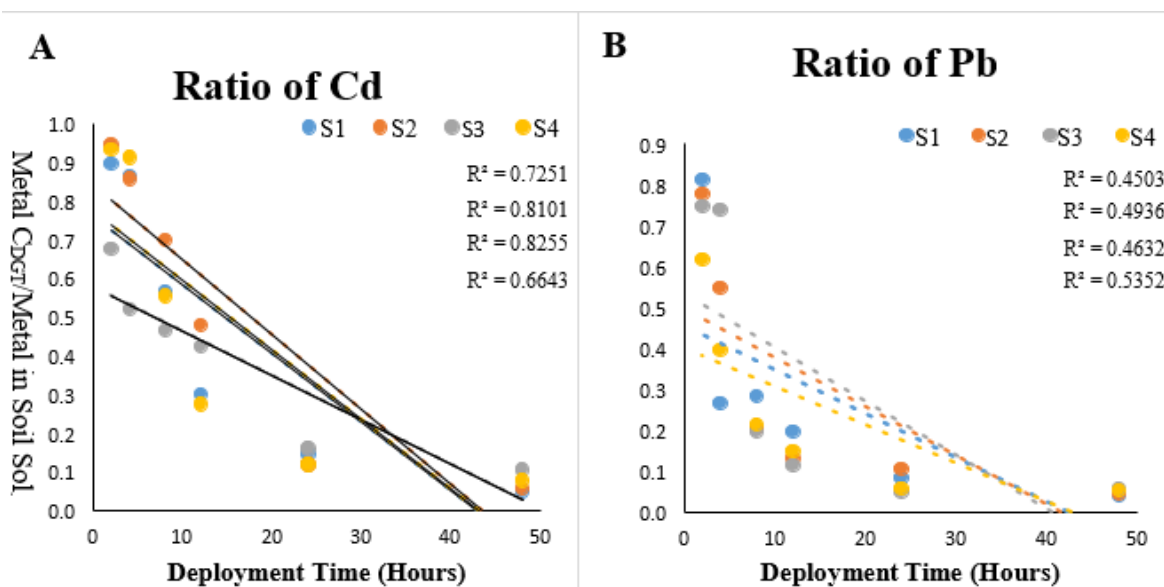 A
Ratio of Cd
S1 S2 S3 S4
R² = 0.7251
R² = 0.8101
R² = 0.8255
R² = 0.6643
Metal CDGT/Metal in Soil Sol.
1.0
0.9
0.8
0.7
0.6
0.5
0.4
0.3
0.2
0.1
0.0
0 10 20 30 40 50
Deployment Time (Hours)
B
Ratio of Pb
S1 S2 S3 S4
R² = 0.4503
R² = 0.4936
R² = 0.4632
R² = 0.5352
0.9
0.8
0.7
0.6
0.5
0.4
0.3
0.2
0.1
0.0
0 10 20 30 40 50
Deployment Time (Hours)